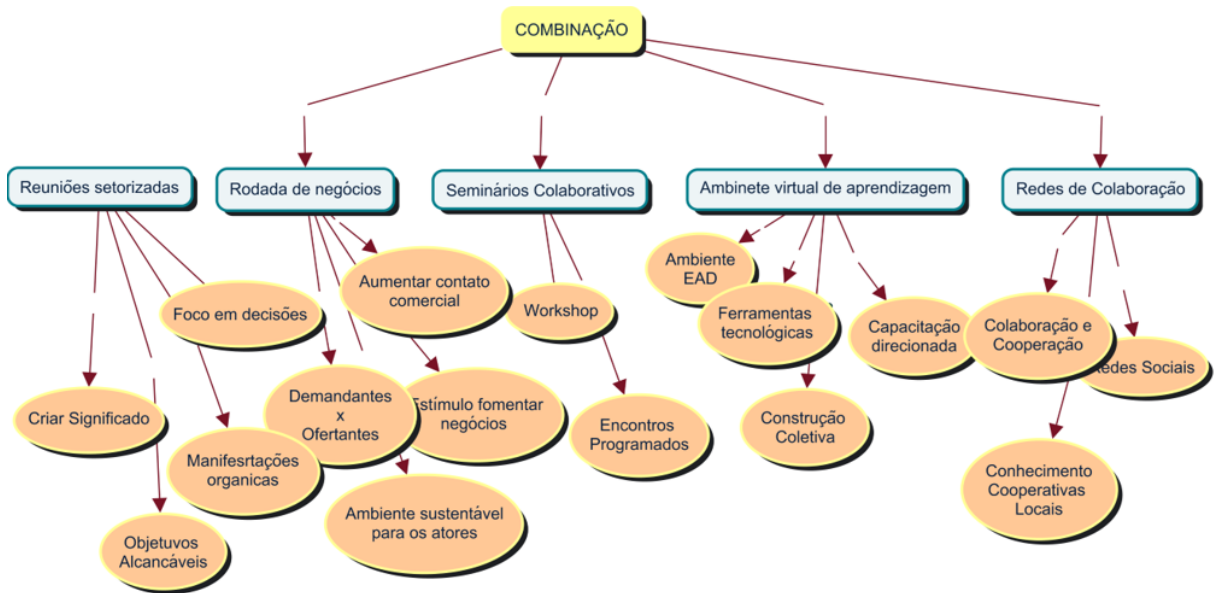 COMBINAÇÃO
Reuniões setorizadas
Rodada de negócios
Seminários Colaborativos
Ambinete virtual de aprendizagem
Redes de Colaboração
Foco em decisões
Criar Significado
Manifesrtações
organicas
Objetuvos
Alcancáveis
Aumentar contato
comercial
Demandantes
x
Ofertantes
Estímulo fomentar
negócios
Ambiente sustentável
para os atores
Workshop
Encontros
Programados
Ambiente
EAD
Ferramentas
tecnológicas
Capacitação
direcionada
Construção
Coletiva
Colaboração e
Cooperação
Redes Sociais
Conhecimento
Cooperativas
Locais